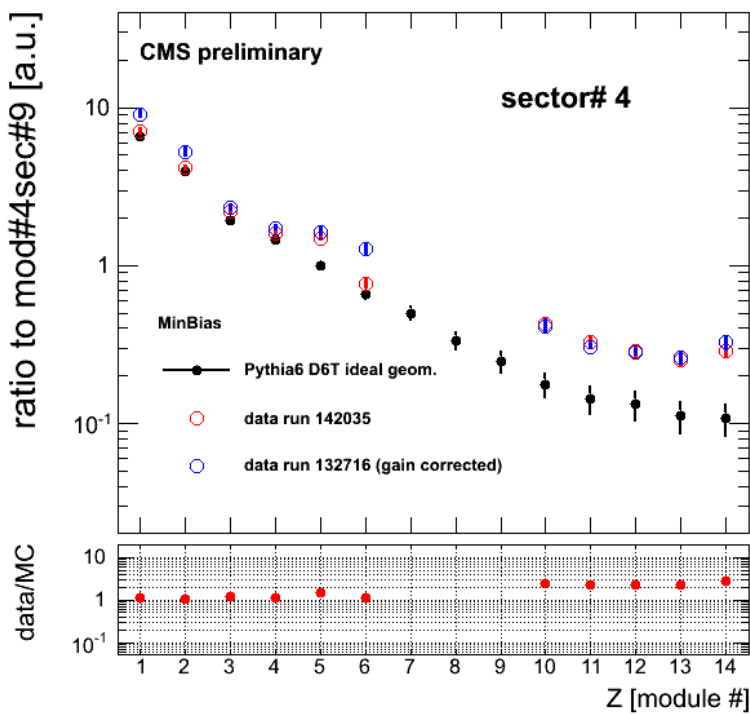 ratio to mod#4sec#9 [a.u.]
CMS preliminary
sector# 4
10
1
10-1
MinBias
Pythia6 D6T ideal geom.
data run 142035
data run 132716 (gain corrected)
data/MC
10
1
10-1
1 2 3 4 5 6 7 8 9 10 11 12 13 14
Z [module #]